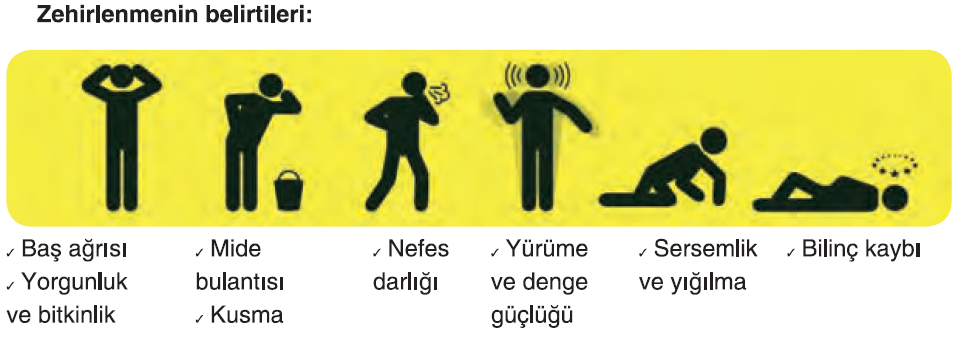 Zehirlenmenin belirtileri:
✓ Baş ağrısı
✓ Yorgunluk
ve bitkinlik
✓ Mide
bulantısı
✓ Kusma
✓ Nefes
darlığı
✓ Yürüme
ve denge
güçlüğü
✓ Sersemlik
ve yığılma
✓ Bilinç kaybı